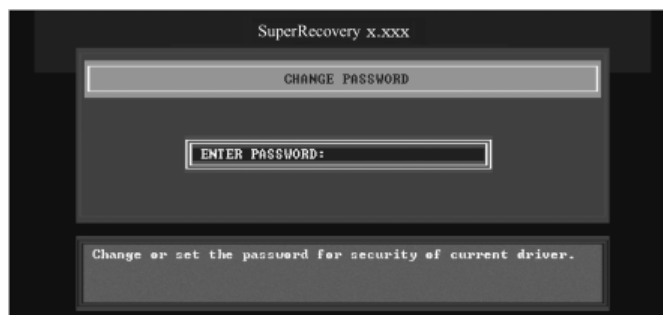 SuperRecovery x.xxx
CHANGE PASSWORD
ENTER PASSWORD:
Change or set the password for security of current driver.